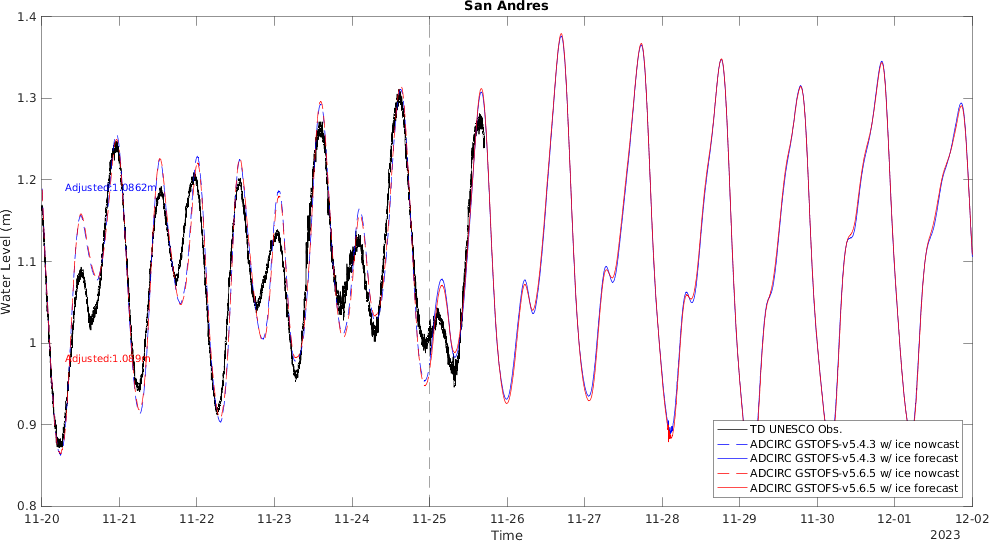 San Andres
1.4
1.3
1.2
1.1
1
0.9
0.8
Water Level (m)
Adjusted:1.0862m
Adjusted:1.089m
TD UNESCO Obs.
ADCIRC GSTOFS-v5.4.3 w/ ice nowcast
ADCIRC GSTOFS-v5.4.3 w/ ice forecast
ADCIRC GSTOFS-v5.6.5 w/ ice nowcast
ADCIRC GSTOFS-v5.6.5 w/ ice forecast
11-20 11-21 11-22 11-23 11-24 11-25 11-26 11-27 11-28 11-29 11-30 12-01 12-02
Time
2023